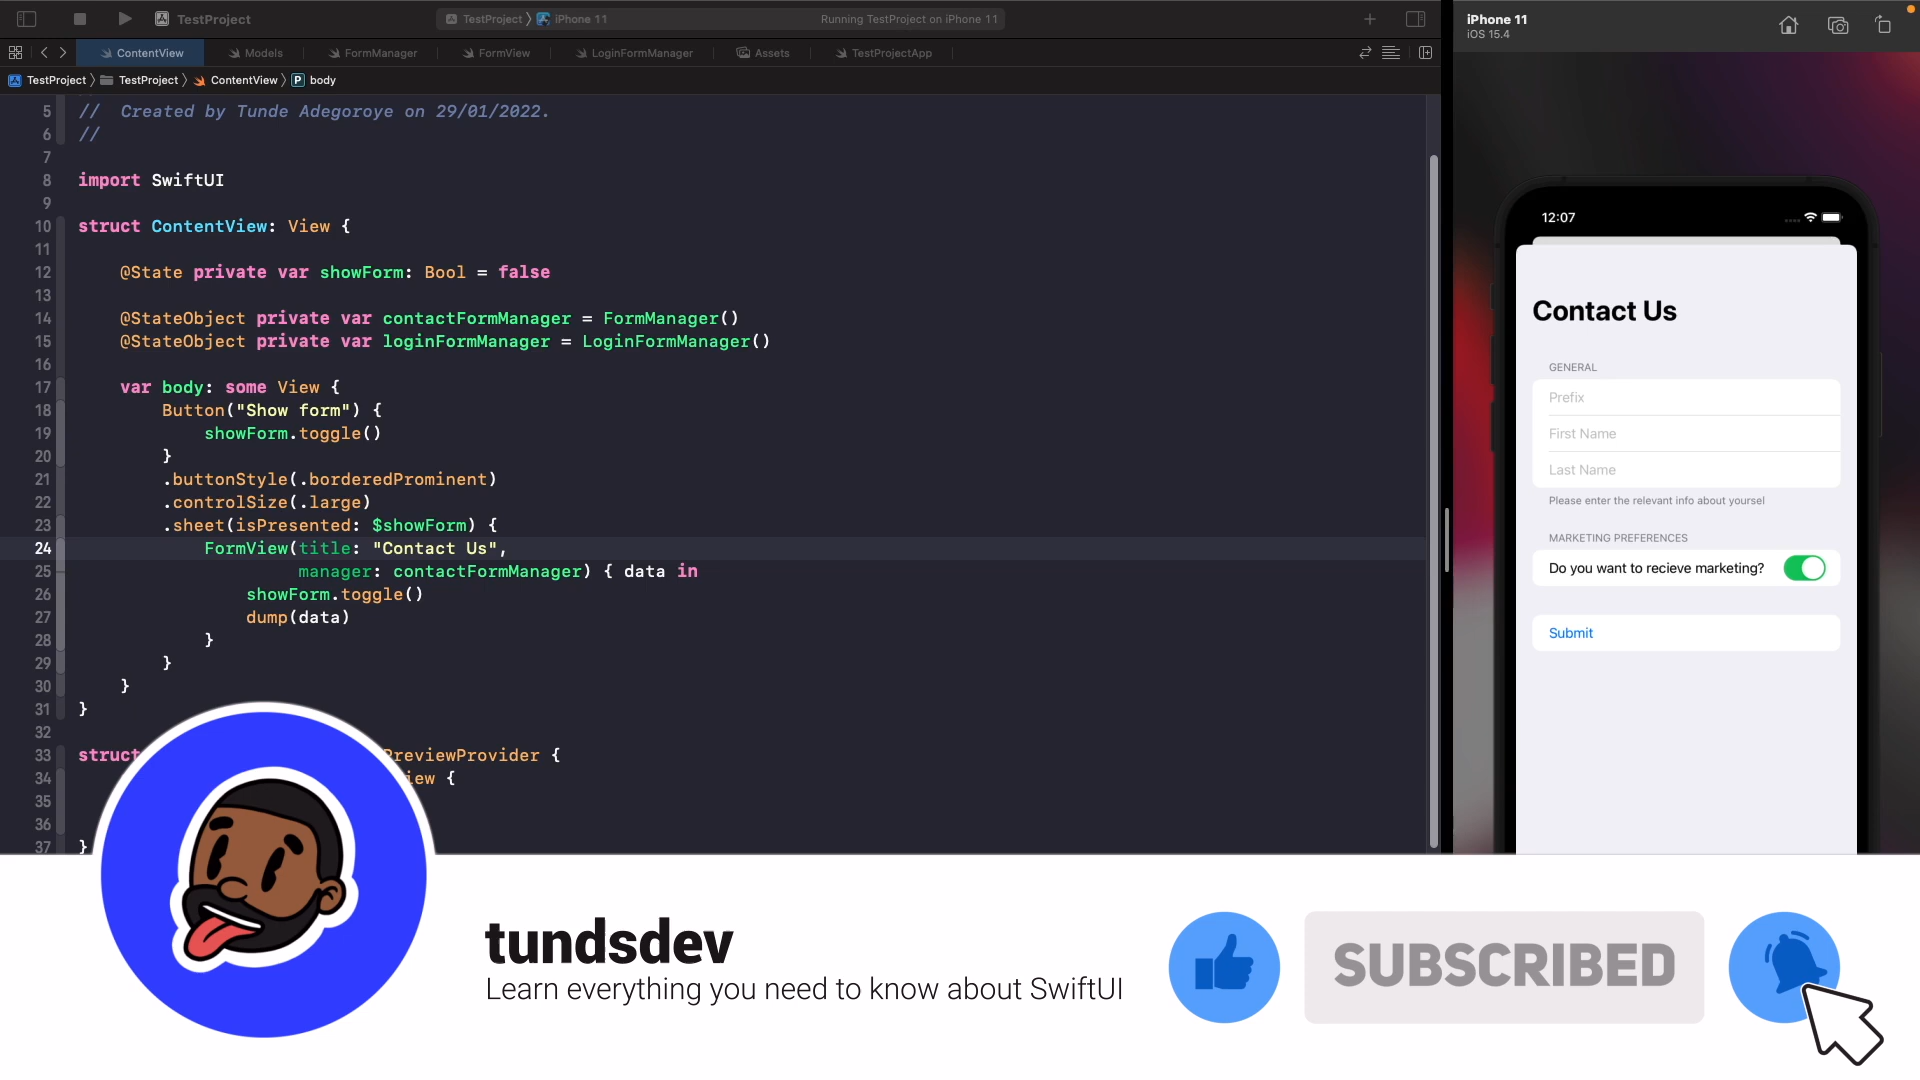 TestProject
TestProject 〉 iPhone 11
Running TestProject on iPhone 11
iPhone 11
iOS 15.4
ContentView
Models
FormManager
FormView
LoginFormManager
Assets
TestProjectApp
TestProject 〉 TestProject 〉 ContentView 〉 P body
5 //  Created by Tunde Adegoroye on 29/01/2022.
6 //
7
8 import SwiftUI
9
10 struct ContentView: View {
11
12     @State private var showForm: Bool = false
13
14     @StateObject private var contactFormManager = FormManager()
15     @StateObject private var loginFormManager = LoginFormManager()
16
17     var body: some View {
18         Button("Show form") {
19             showForm.toggle()
20         }
21         .buttonStyle(.borderedProminent)
22         .controlSize(.large)
23         .sheet(isPresented: $showForm) {
24             FormView(title: "Contact Us",
25                      manager: contactFormManager) { data in
26                 showForm.toggle()
27                 dump(data)
28             }
29         }
30     }
31 }
32
33 struct PreviewProvider {
34 View {
35
36
37 }
12:07
Contact Us
GENERAL
Prefix
First Name
Last Name
Please enter the relevant info about yoursel
MARKETING PREFERENCES
Do you want to recieve marketing?
Submit
tundsdev
Learn everything you need to know about SwiftUI
SUBSCRIBED